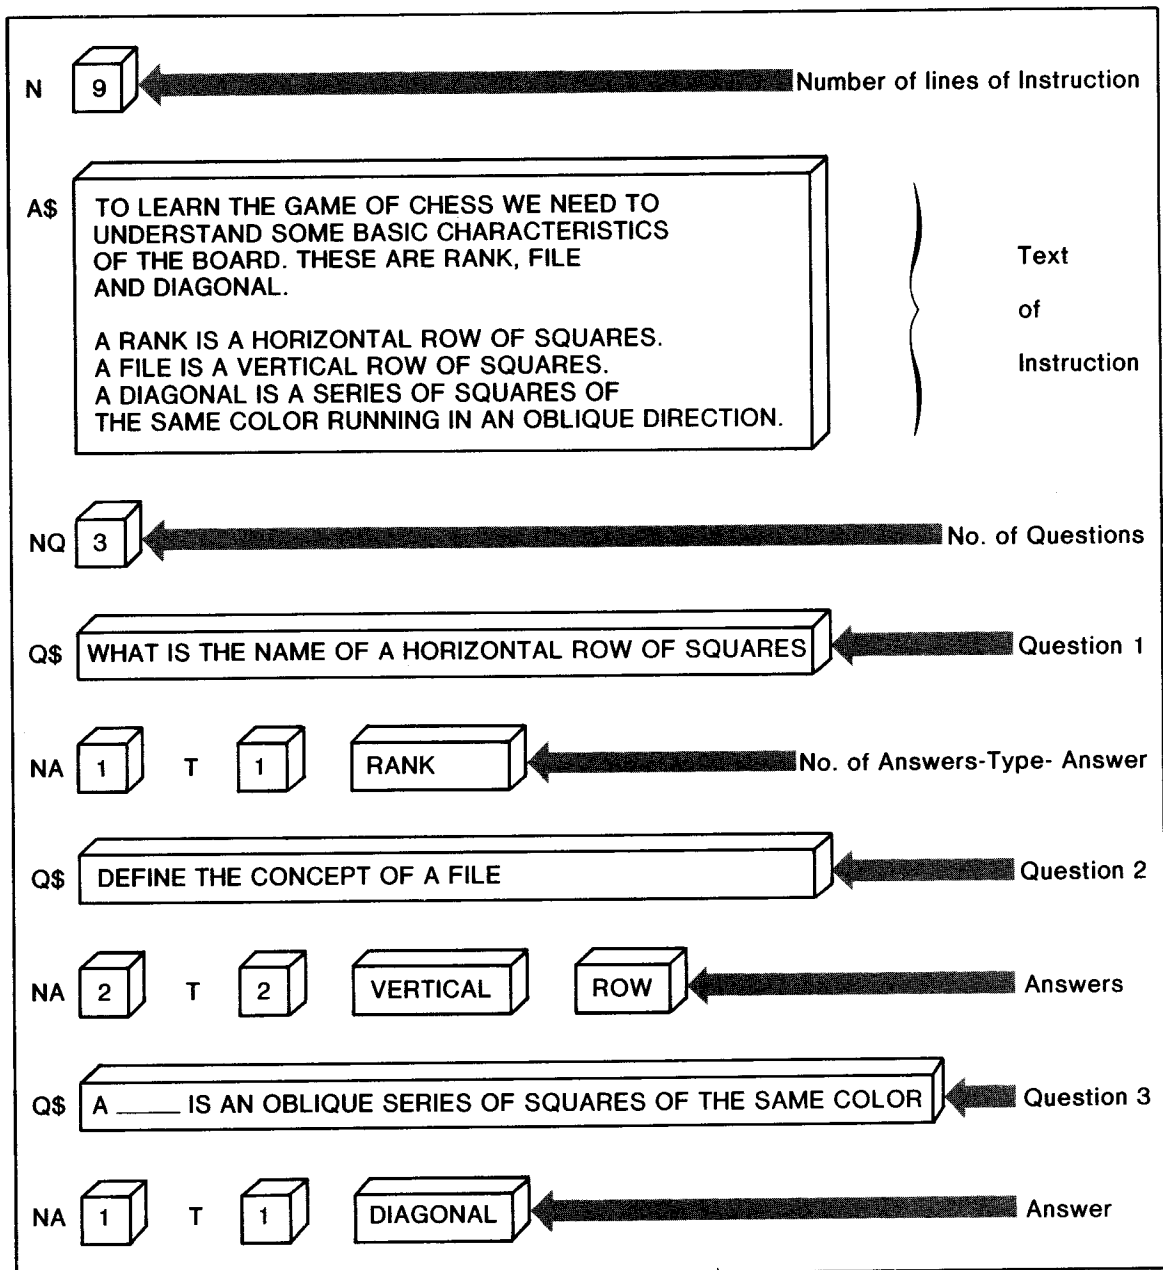 N 9 Number of lines of Instruction
A$ TO LEARN THE GAME OF CHESS WE NEED TO
UNDERSTAND SOME BASIC CHARACTERISTICS
OF THE BOARD. THESE ARE RANK, FILE
AND DIAGONAL.
A RANK IS A HORIZONTAL ROW OF SQUARES.
A FILE IS A VERTICAL ROW OF SQUARES.
A DIAGONAL IS A SERIES OF SQUARES OF
THE SAME COLOR RUNNING IN AN OBLIQUE DIRECTION.
Text
of
Instruction
NQ 3 No. of Questions
Q$ WHAT IS THE NAME OF A HORIZONTAL ROW OF SQUARES Question 1
NA 1 T 1 RANK No. of Answers-Type- Answer
Q$ DEFINE THE CONCEPT OF A FILE Question 2
NA 2 T 2 VERTICAL ROW Answers
Q$ A _____ IS AN OBLIQUE SERIES OF SQUARES OF THE SAME COLOR Question 3
NA 1 T 1 DIAGONAL Answer